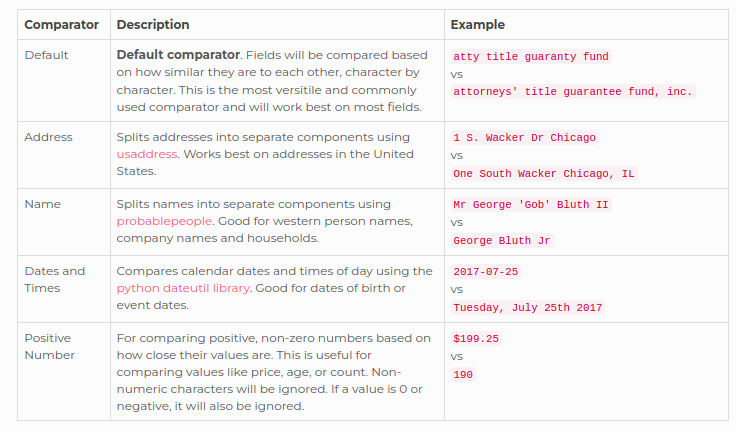 Comparator Description Example
Default
Default comparator. Fields will be compared based
on how similar they are to each other, character by
character. This is the most versitile and commonly
used comparator and will work best on most fields.
atty title guaranty fund
vs
attorneys' title guarantee fund, inc.
Address
Splits addresses into separate components using
usaddress. Works best on addresses in the United
States.
1 S. Wacker Dr Chicago
vs
One South Wacker Chicago, IL
Name
Splits names into separate components using
probablepeople. Good for western person names,
company names and households.
Mr George 'Gob' Bluth II
vs
George Bluth Jr
Dates and
Times
Compares calendar dates and times of day using the
python dateutil library. Good for dates of birth or
event dates.
2017-07-25
vs
Tuesday, July 25th 2017
Positive
Number
For comparing positive, non-zero numbers based on
how close their values are. This is useful for
comparing values like price, age, or count. Non-
numeric characters will be ignored. If a value is 0 or
negative, it will also be ignored.
$199.25
vs
190